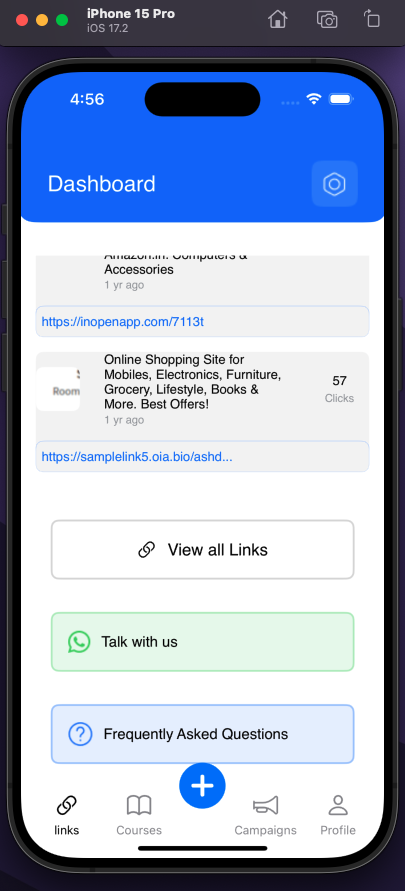 iPhone 15 Pro
iOS 17.2
4:56
Dashboard
Amazon.in: Computers &
Accessories
1 yr ago
https://inopenapp.com/7113t
Online Shopping Site for
Mobiles, Electronics, Furniture,
Grocery, Lifestyle, Books &
More. Best Offers!
1 yr ago
Room
57
Clicks
https://samplelink5.oia.bio/ashd...
View all Links
Talk with us
Frequently Asked Questions
links
Courses
Campaigns
Profile